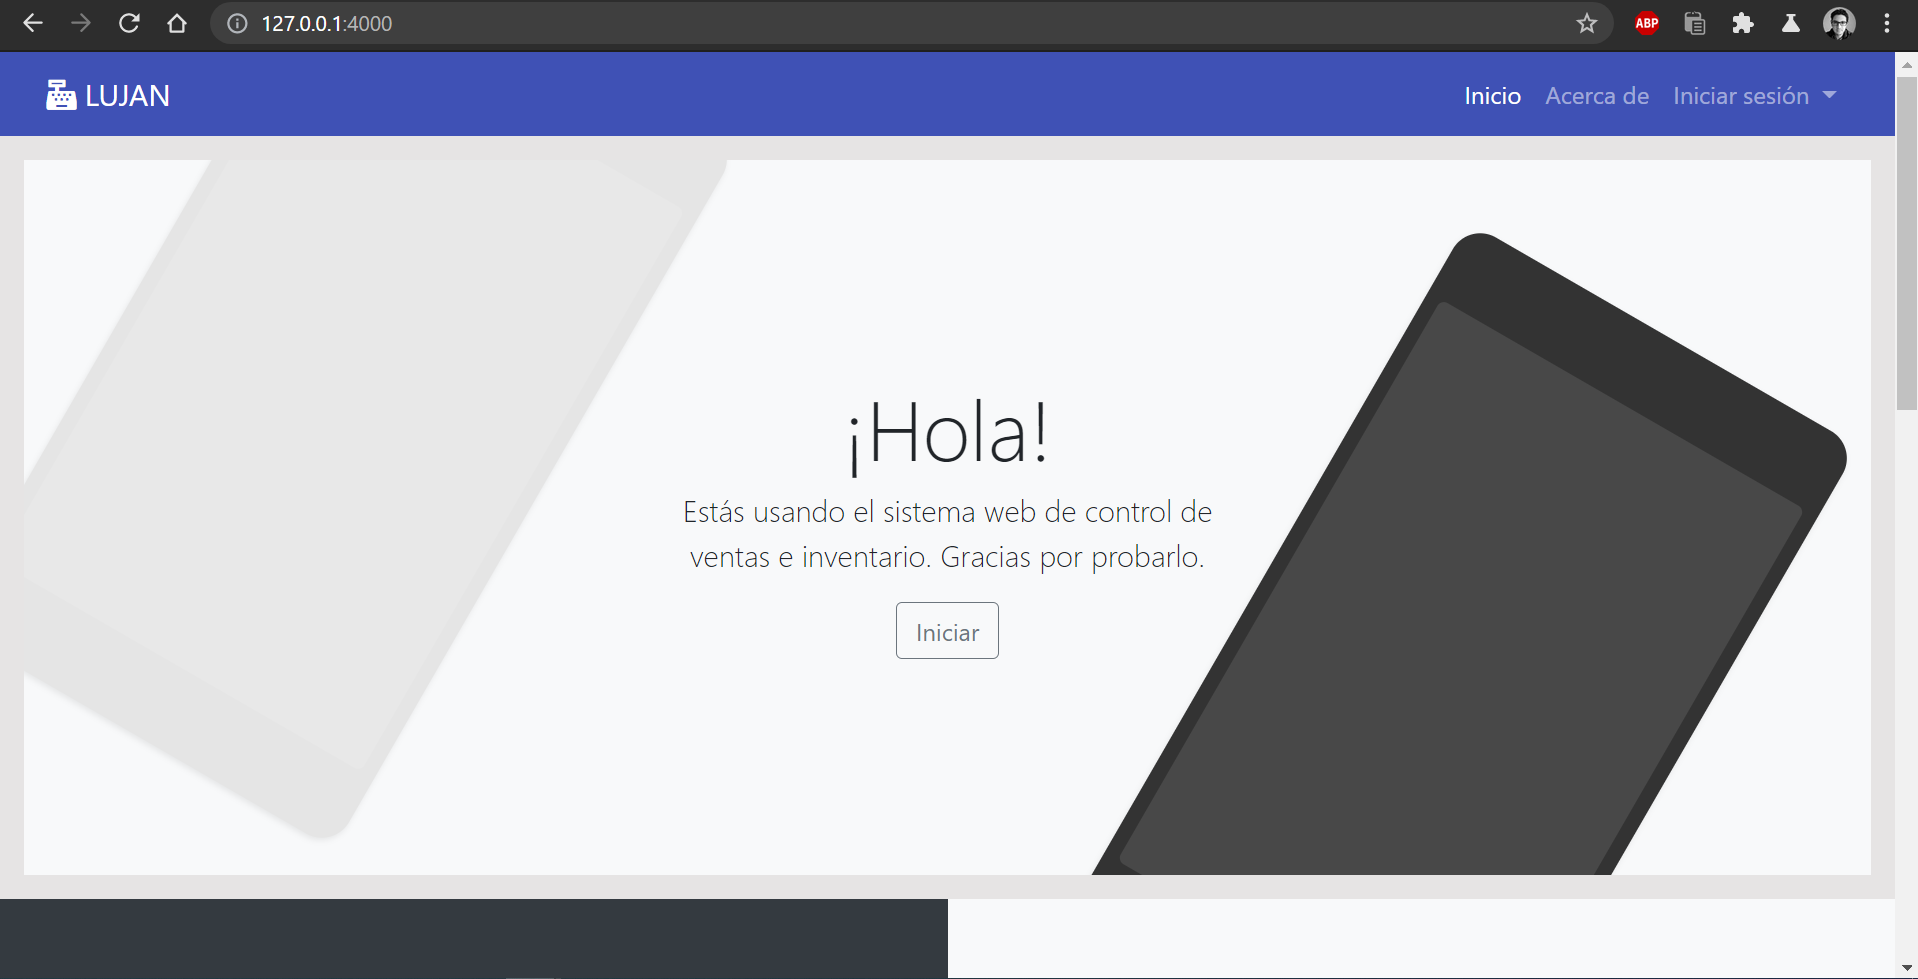 127.0.0.1:4000
ABP
LUJAN
Inicio
Acerca de
Iniciar sesión
¡Hola!
Estás usando el sistema web de control de
ventas e inventario. Gracias por probarlo.
Iniciar